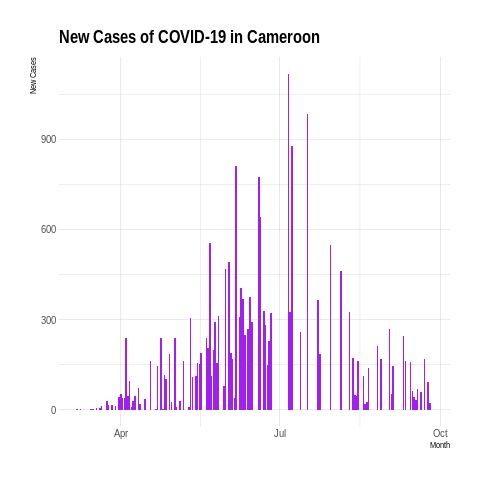 New Cases of COVID-19 in Cameroon
New Cases
900
600
300
0
Apr
Jul
Oct
Month